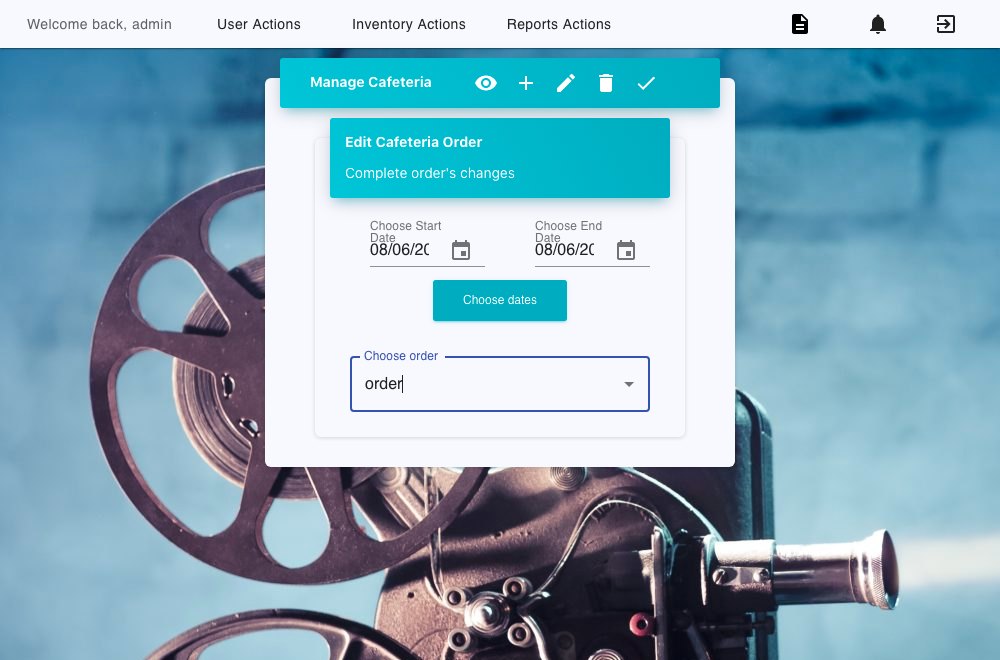 Welcome back, admin
User Actions
Inventory Actions
Reports Actions
Manage Cafeteria
Edit Cafeteria Order
Complete order's changes
Choose Start Date
08/06/20
Choose End Date
08/06/20
Choose dates
Choose order
order